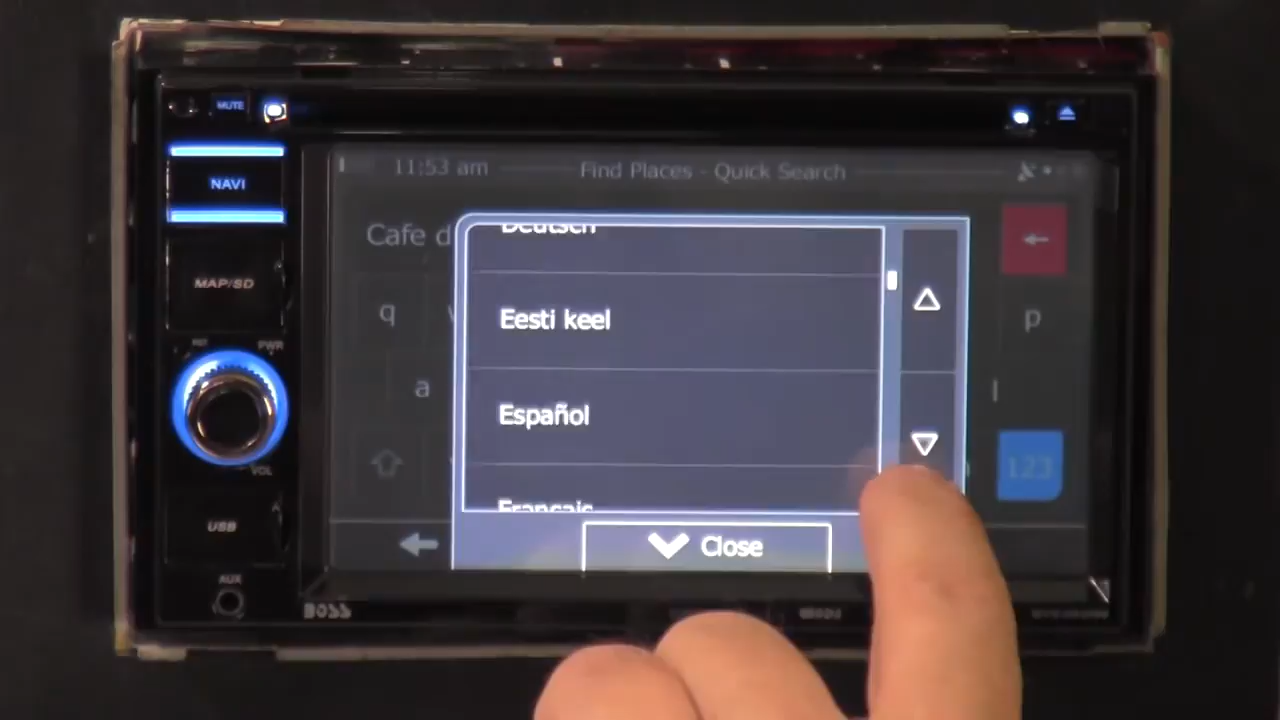 MUTE
NAVI
MAP/SD
PWR
VOL
USB
AUX
BOSS
11:53 am
Find Places - Quick Search
Cafe d
q
p
a
l
123
Deutsch
Eesti keel
Español
Français
Close